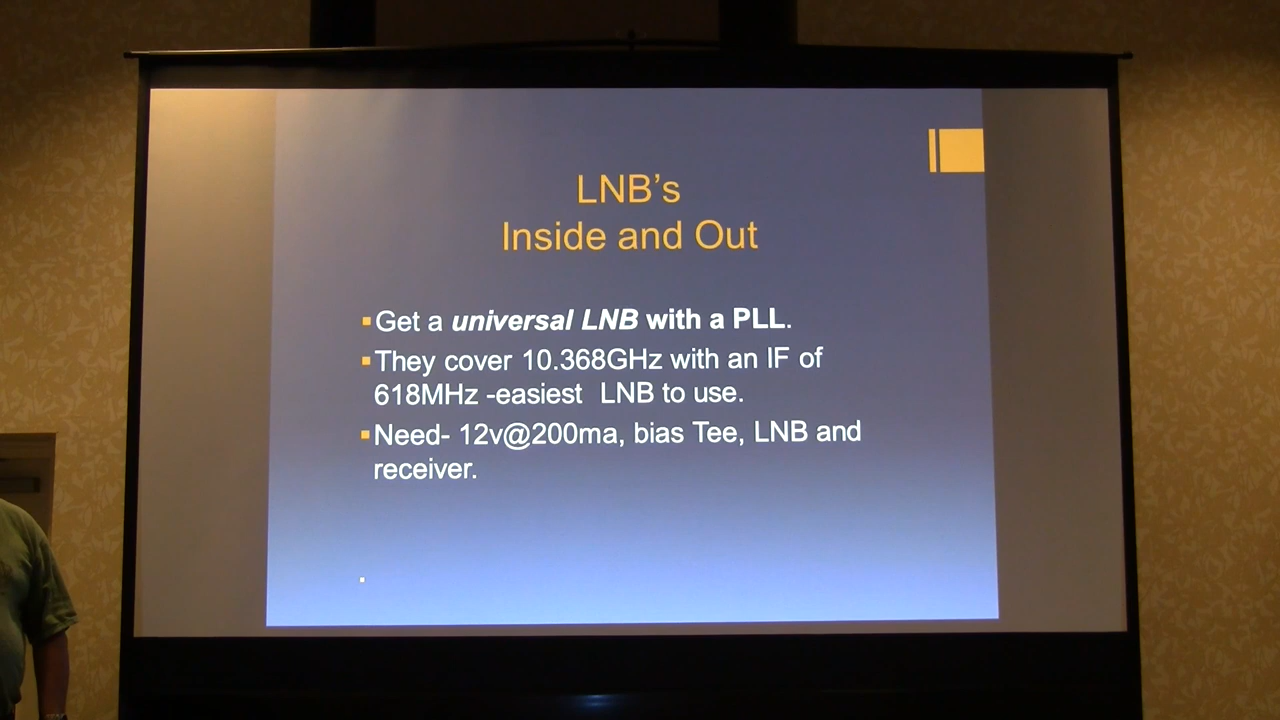 LNB’s
Inside and Out
▪Get a universal LNB with a PLL.
▪They cover 10.368GHz with an IF of
618MHz -easiest  LNB to use.
▪Need- 12v@200ma, bias Tee, LNB and
receiver.